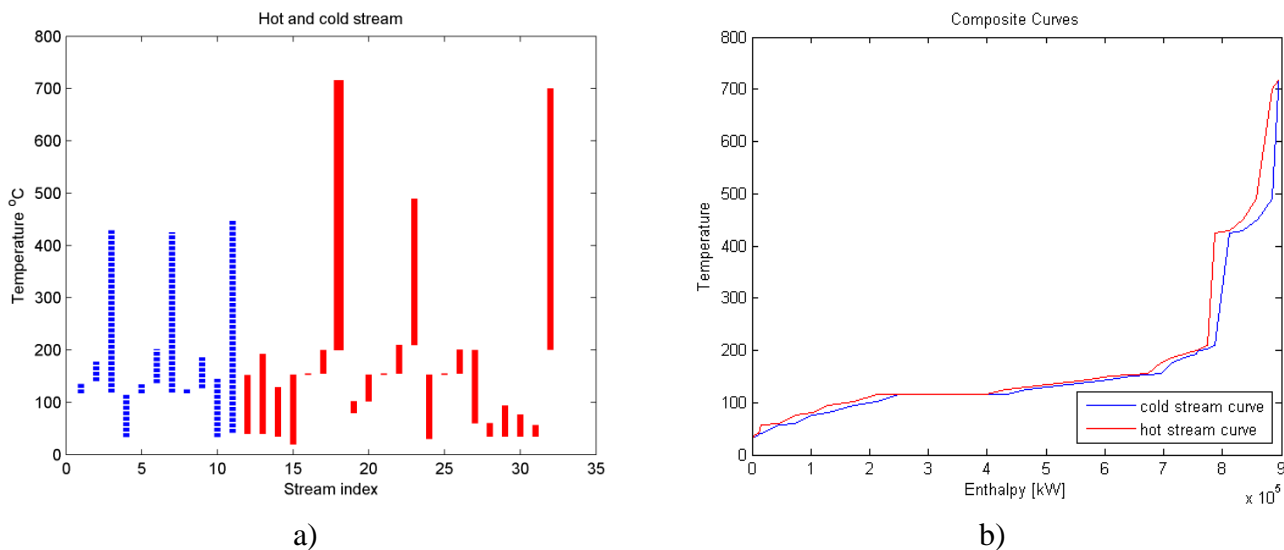 Hot and cold stream
800
700
600
500
400
300
200
100
0
Temperature °C
0 5 10 15 20 25 30 35
Stream index
a)
Composite Curves
800
700
600
500
400
300
200
100
0
Temperature
cold stream curve
hot stream curve
0 1 2 3 4 5 6 7 8 9
Enthalpy [kW]
x 10⁵
b)